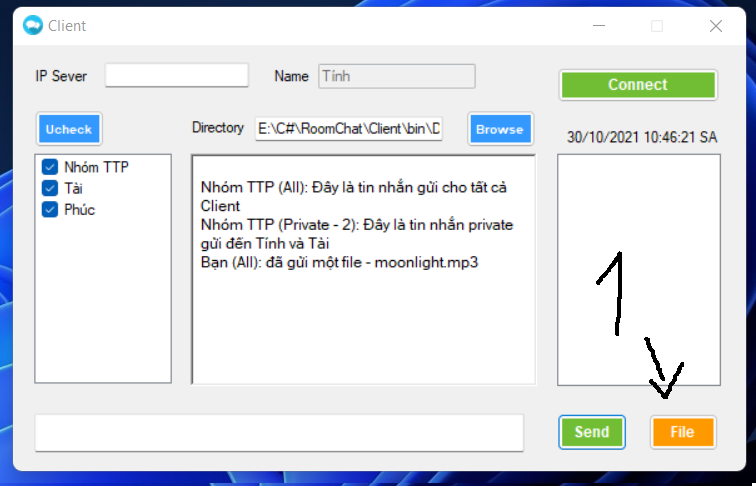 Client
IP Sever
Name
Tính
Connect
Ucheck
Directory
E:\C#\RoomChat\Client\bin\D
Browse
30/10/2021 10:46:21 SA
Nhóm TTP
Tài
Phúc
Nhóm TTP (All): Đây là tin nhắn gửi cho tất cả
Client
Nhóm TTP (Private - 2): Đây là tin nhắn private
gửi đến Tính và Tài
Bạn (All): đã gửi một file - moonlight.mp3
1
Send
File